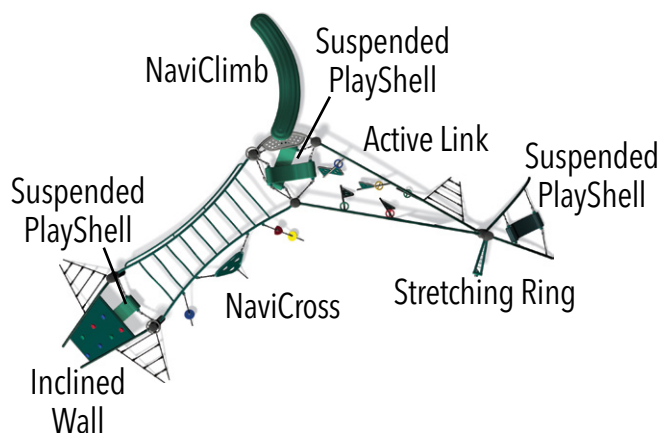 NaviClimb
Suspended
PlayShell
Active Link
Suspended
PlayShell
Suspended
PlayShell
NaviCross
Stretching Ring
Inclined
Wall